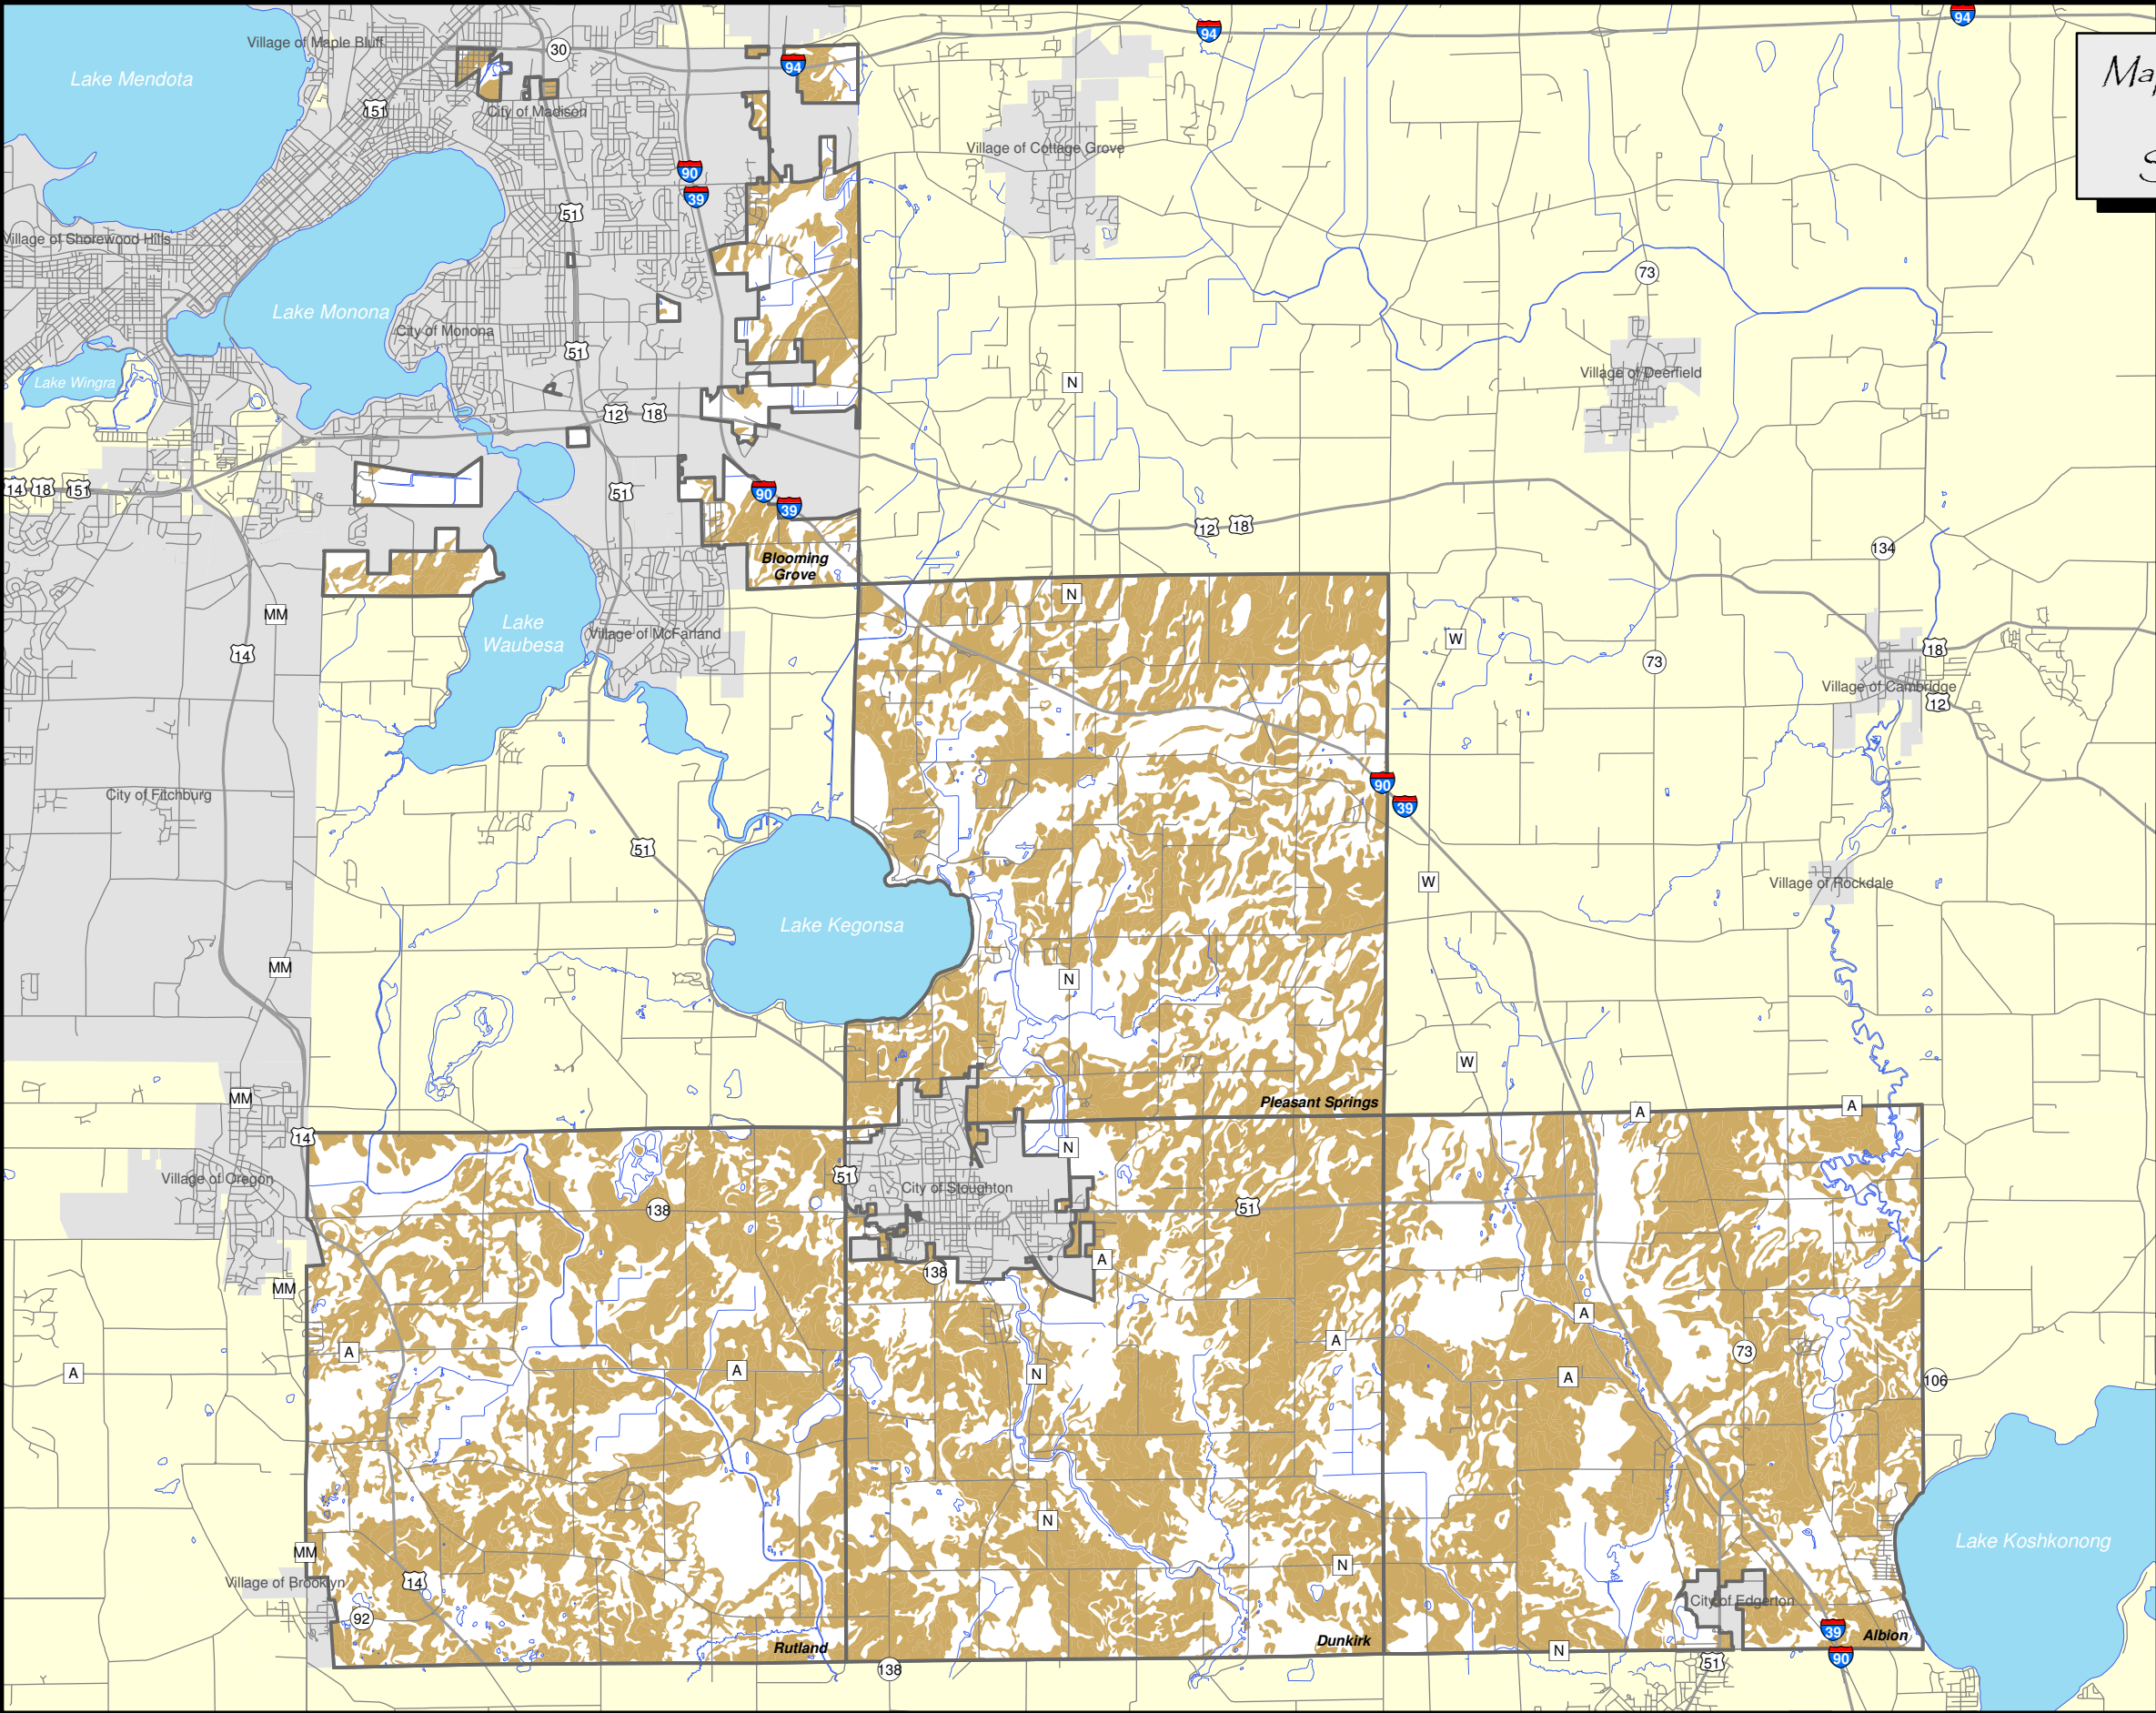 94
94
Village of Maple Bluff
30
Ma
Lake Mendota
94
151
City of Madison
Village of Cottage Grove
S
90
39
51
Village of Shorewood Hills
73
Lake Monona
City of Monona
51
Lake Wingra
N
Village of Deerfield
12
18
14
18
151
51
90
39
12
18
134
Blooming
Grove
N
MM
Lake
Waubesa
Village of McFarland
W
14
73
18
Village of Cambridge
12
90
39
City of Fitchburg
51
W
Village of Rockdale
Lake Kegonsa
MM
N
W
MM
Pleasant Springs
A
A
14
N
51
Village of Oregon
City of Stoughton
138
51
A
138
MM
A
A
A
73
A
A
N
A
106
N
Lake Koshkonong
MM
N
Village of Brooklyn
14
City of Edgerton
92
39
Albion
Rutland
Dunkirk
N
90
138
51